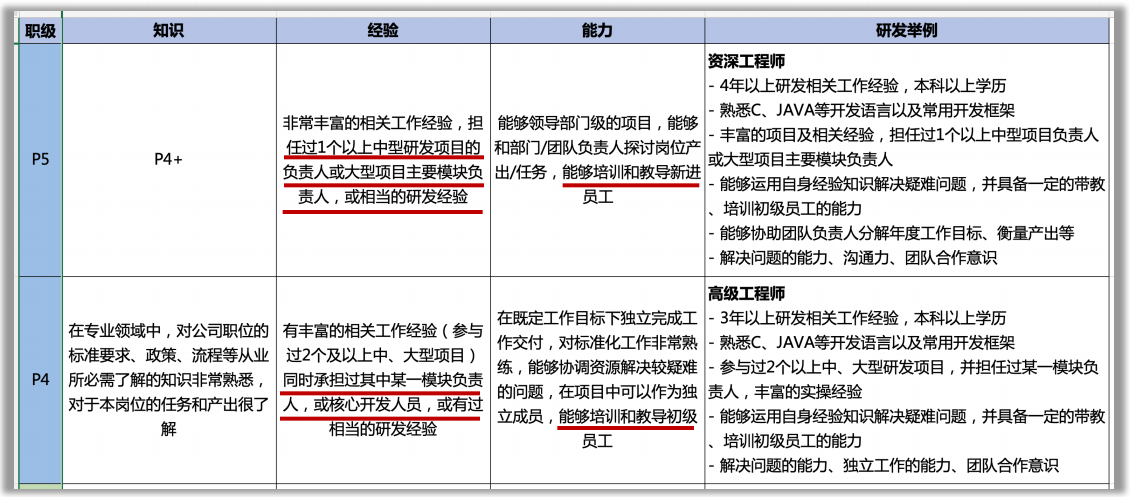 职级 知识 经验 能力 研发举例
P5
P4+
非常丰富的相关工作经验，担
任过1个以上中型研发项目的
负责人或大型项目主要模块负
责人，或相当的研发经验
能够领导部门级的项目，能够
和部门/团队负责人探讨岗位产
出/任务，能够培训和教导新进
员工
资深工程师
- 4年以上研发相关工作经验，本科以上学历
- 熟悉C、JAVA等开发语言以及常用开发框架
- 丰富的项目及相关经验，担任过1个以上中型项目负责人
或大型项目主要模块负责人
- 能够运用自身经验知识解决疑难问题，并具备一定的带教
、培训初级员工的能力
- 能够协助团队负责人分解年度工作目标、衡量产出等
- 解决问题的能力、沟通力、团队合作意识
P4
在专业领域中，对公司职位的
标准要求、政策、流程等从业
所必需了解的知识非常熟悉，
对于本岗位的任务和产出很了
解
有丰富的相关工作经验（参与
过2个及以上中、大型项目）
同时承担过其中某一模块负责
人，或核心开发人员，或有过
相当的研发经验
在既定工作目标下独立完成工
作交付，对标准化工作非常熟
练，能够协调资源解决较疑难
的问题，在项目中可以作为独
立成员，能够培训和教导初级
员工
高级工程师
- 3年以上研发相关工作经验，本科以上学历
- 熟悉C、JAVA等开发语言以及常用开发框架
- 参与过2个以上中、大型研发项目，并担任过某一模块负
责人，丰富的实操经验
- 能够运用自身经验知识解决疑难问题，并具备一定的带教
、培训初级员工的能力
- 解决问题的能力、独立工作的能力、团队合作意识